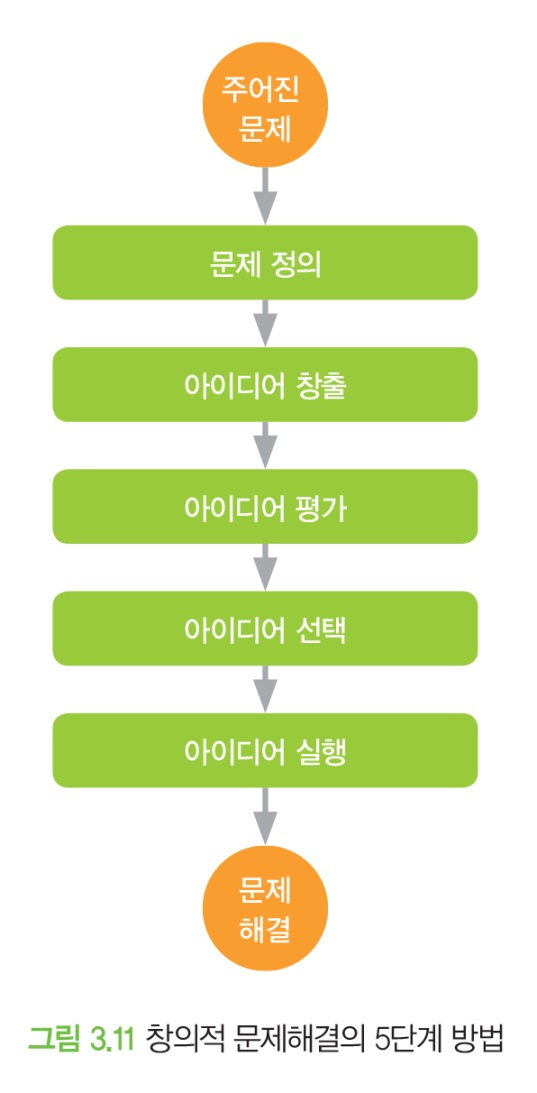 주어진
문제
문제 정의
아이디어 창출
아이디어 평가
아이디어 선택
아이디어 실행
문제
해결
그림 3.11 창의적 문제해결의 5단계 방법